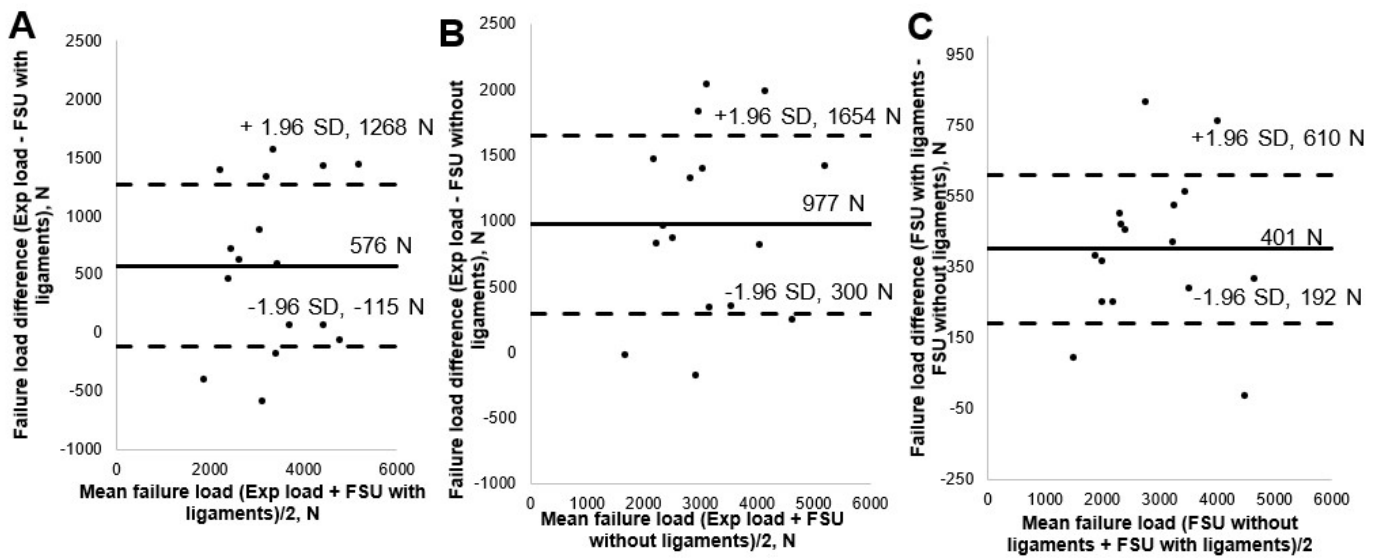 A
Failure load difference (Exp load - FSU with
ligaments), N
2500
2000
1500
1000
500
0
-500
-1000
+ 1.96 SD, 1268 N
576 N
-1.96 SD, -115 N
0
2000
4000
6000
Mean failure load (Exp load + FSU with
ligaments)/2, N
B
Failure load difference (Exp load - FSU without
ligaments), N
2500
2000
1500
1000
500
0
-500
-1000
+1.96 SD, 1654 N
977 N
-1.96 SD, 300 N
0
1000
2000
3000
4000
5000
6000
Mean failure load (Exp load + FSU
without ligaments)/2, N
C
Failure load difference (FSU with ligaments -
FSU without ligaments), N
950
750
550
350
150
-50
-250
+1.96 SD, 610 N
401 N
-1.96 SD, 192 N
0
1000
2000
3000
4000
5000
6000
Mean failure load (FSU without
ligaments + FSU with ligaments)/2